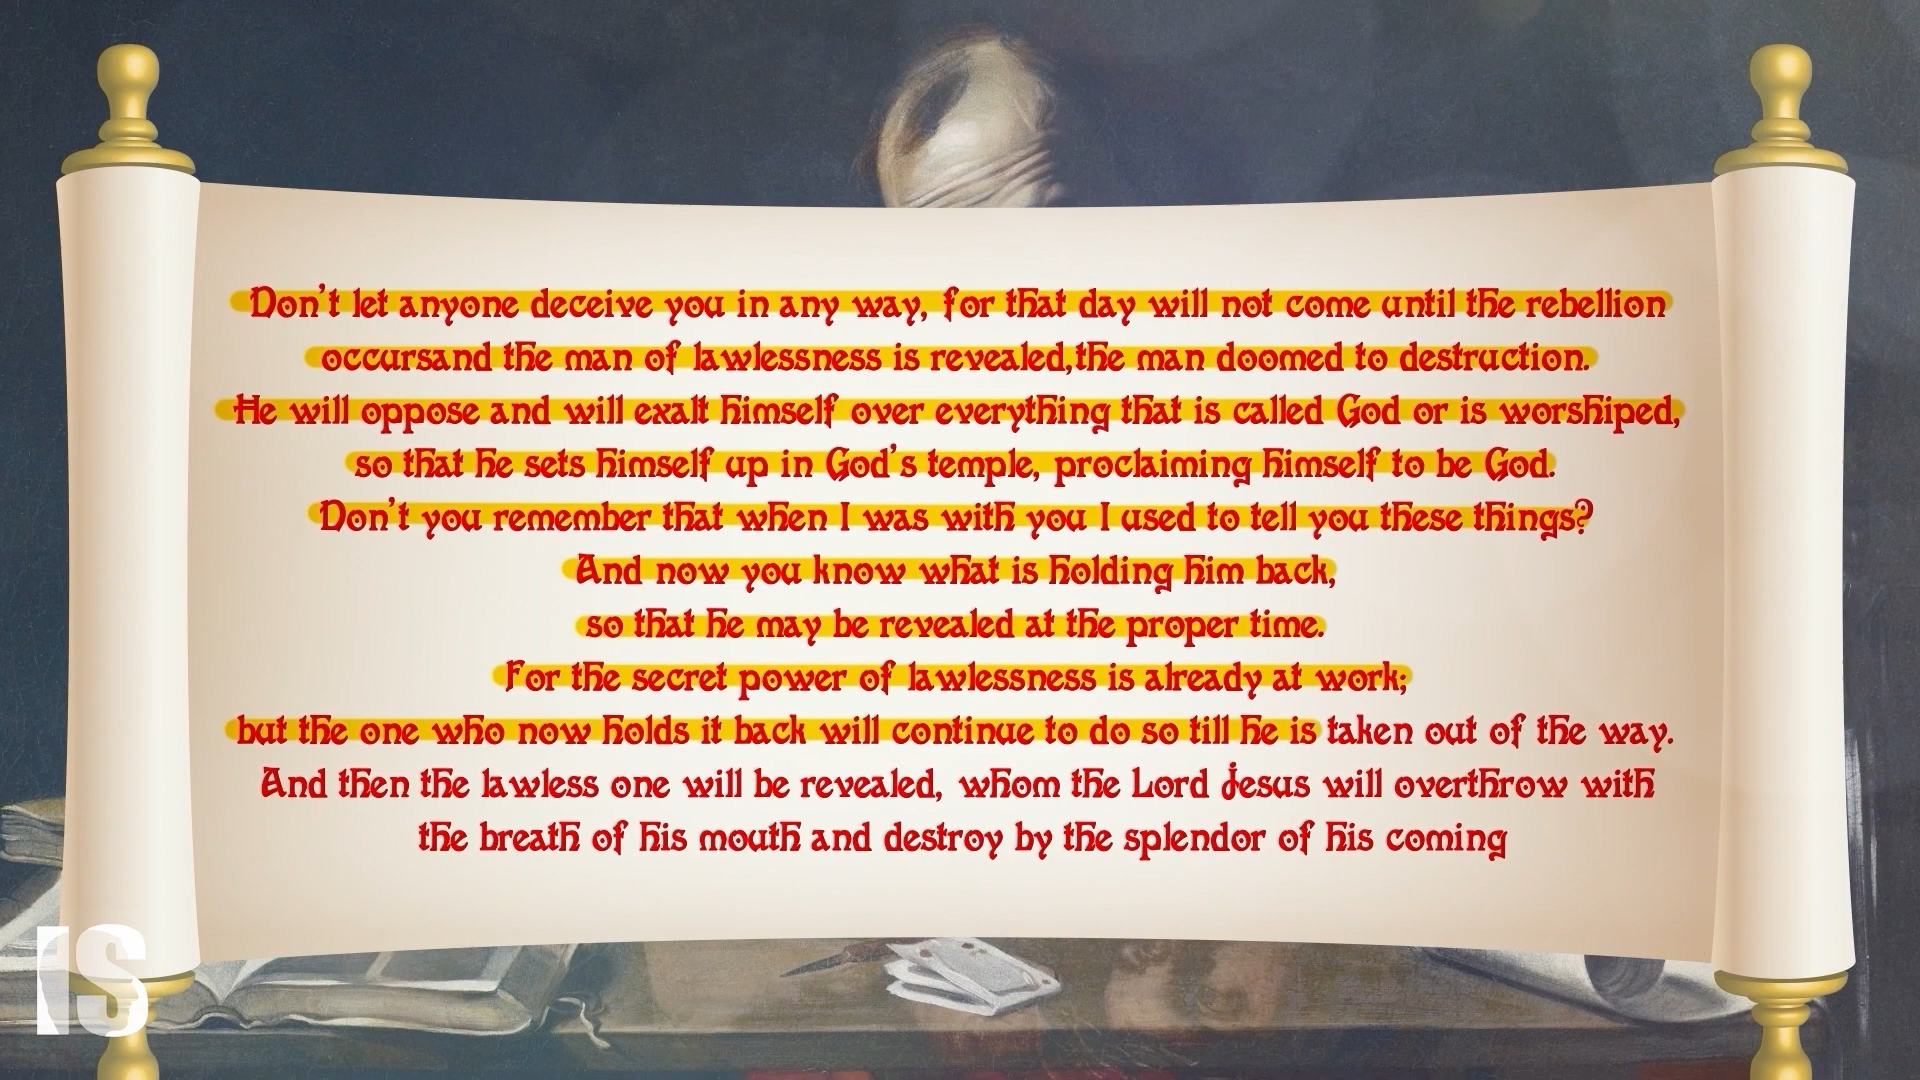 Don't let anyone deceive you in any way, for that day will not come until the rebellion
occursand the man of lawlessness is revealed,the man doomed to destruction.
He will oppose and will exalt himself over everything that is called God or is worshiped,
so that he sets himself up in God's temple, proclaiming himself to be God.
Don't you remember that when I was with you I used to tell you these things?
And now you know what is holding him back,
so that he may be revealed at the proper time.
For the secret power of lawlessness is already at work;
but the one who now holds it back will continue to do so till he is taken out of the way.
And then the lawless one will be revealed, whom the Lord Jesus will overthrow with
the breath of his mouth and destroy by the splendor of his coming
IS